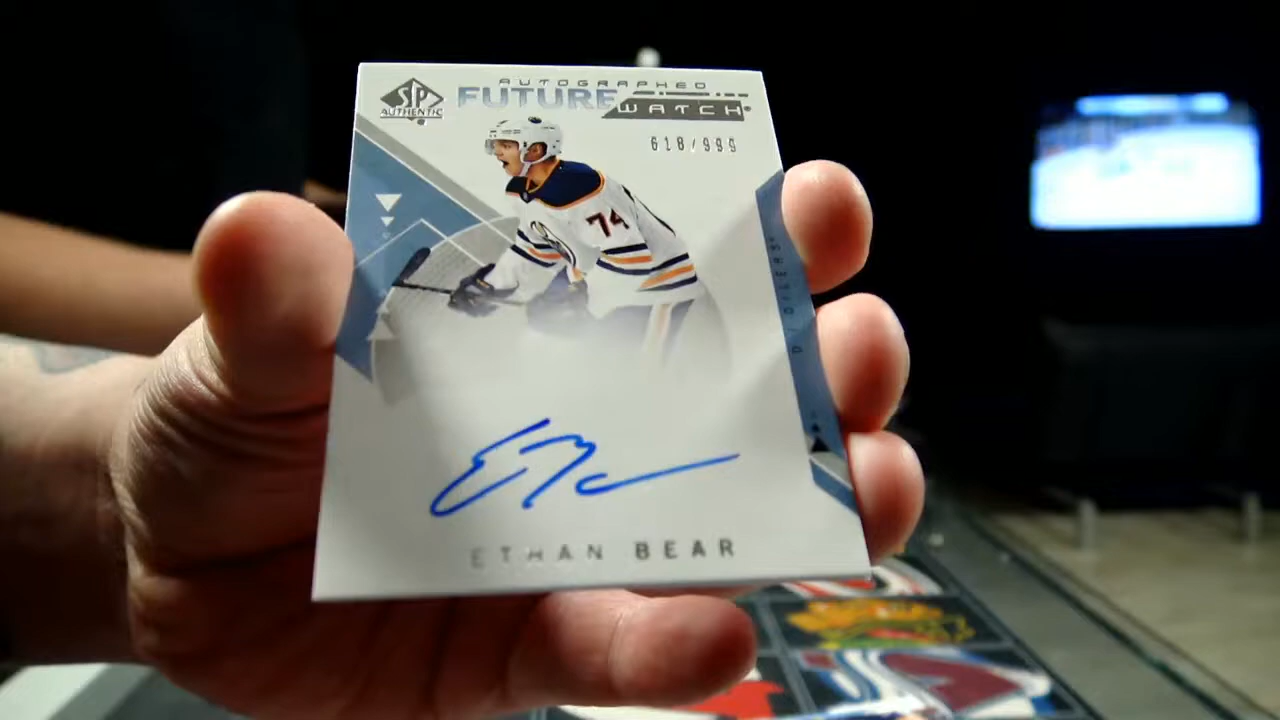 SP
AUTHENTIC
AUTOGRAPHED
FUTURE
WATCH
618/999
74
D / OILERS
ETHAN BEAR